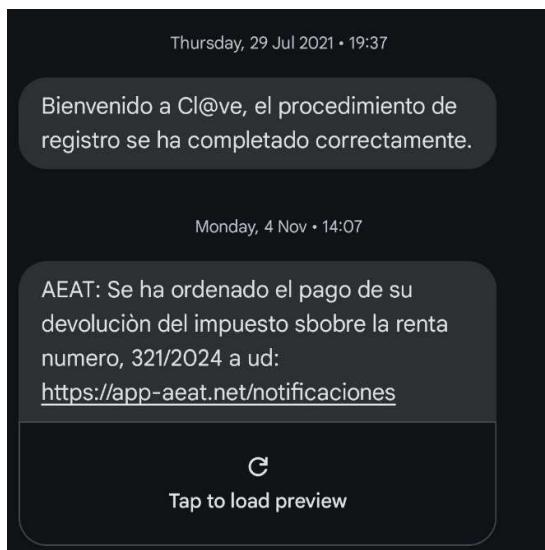 Thursday, 29 Jul 2021 • 19:37
Bienvenido a Cl@ve, el procedimiento de
registro se ha completado correctamente.
Monday, 4 Nov • 14:07
AEAT: Se ha ordenado el pago de su
devoluciòn del impuesto sbobre la renta
numero, 321/2024 a ud:
https://app-aeat.net/notificaciones
Tap to load preview